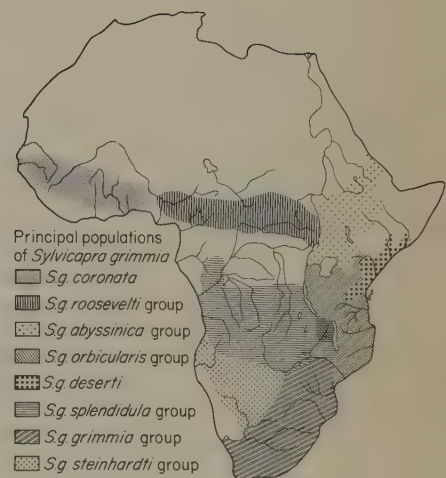 Principal populations
of Sylvicapra grimmia
S.g. coronata
S.g. roosevelti group
S.g. abyssinica group
S.g. orbicularis group
S.g. deserti
S.g. splendidula group
S.g. grimmia group
S.g. steinhardti group